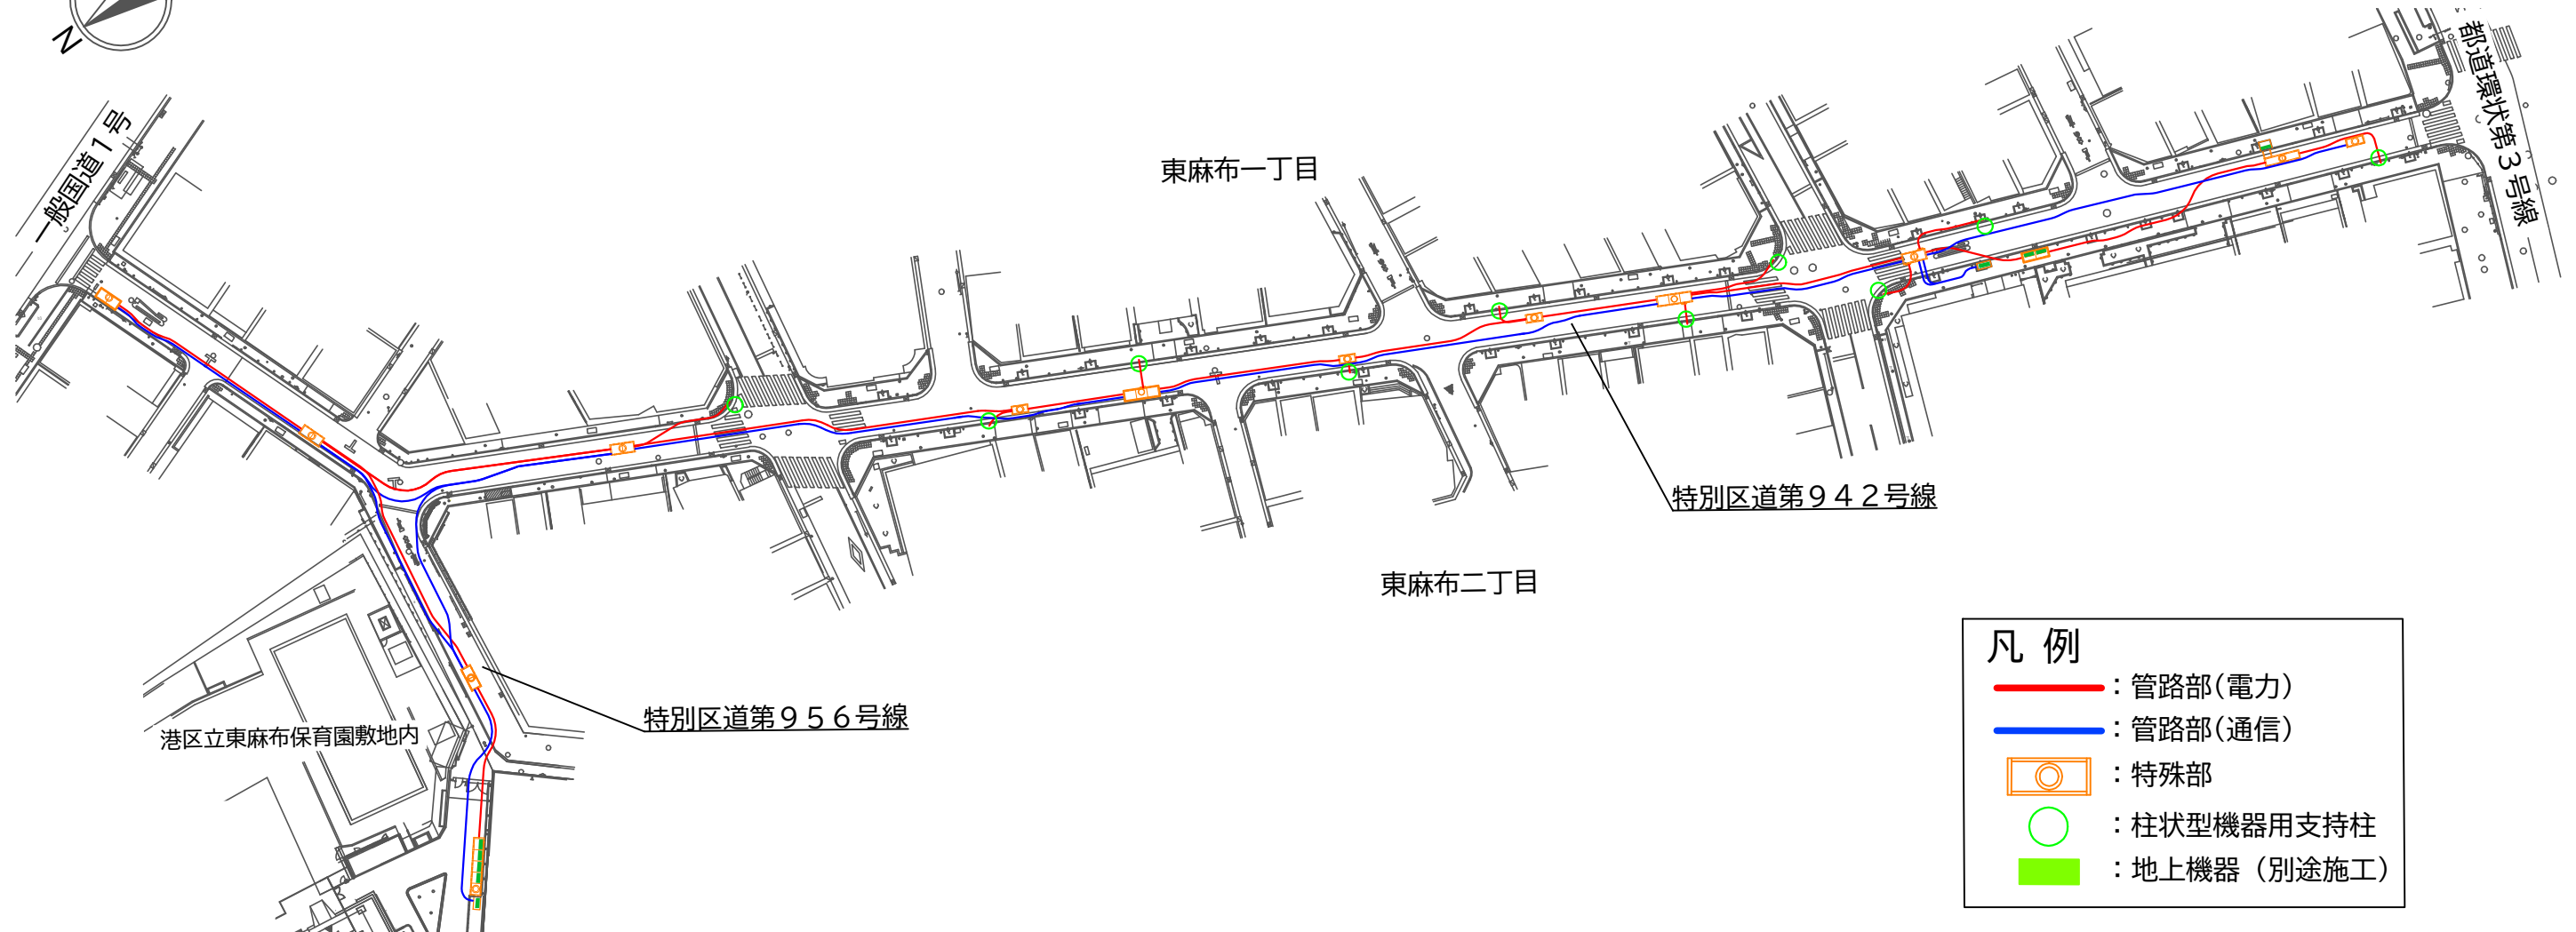 N
一般国道1号
都道環状第3号線
東麻布一丁目
特別区道第942号線
東麻布二丁目
特別区道第956号線
港区立東麻布保育園敷地内
凡 例
：管路部(電力)
：管路部(通信)
：特殊部
：柱状型機器用支持柱
：地上機器（別途施工）